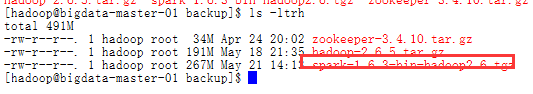 [hadoop@bigdata-master-01 backup]$ ls -ltrh
total 491M
-rw-r--r--. 1 hadoop root 34M Apr 24 20:02 zookeeper-3.4.10.tar.gz
-rw-r--r--. 1 hadoop root 191M May 18 21:35 hadoop-2.6.5.tar.gz
-rw-r--r--. 1 hadoop root 267M May 21 14:13 spark-1.6.3-bin-hadoop2.6.tgz
[hadoop@bigdata-master-01 backup]$